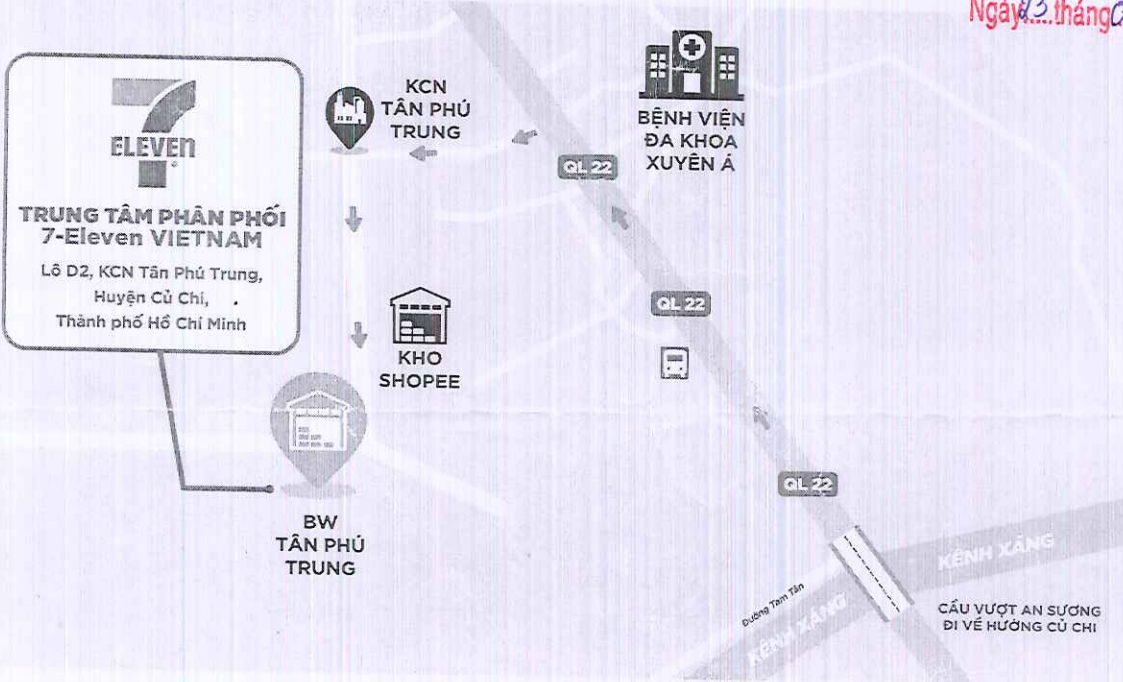 Ngày 23 tháng
7
ELEVEn
®
TRUNG TÂM PHÂN PHỐI
7-Eleven VIETNAM
Lô D2, KCN Tân Phú Trung,
Huyện Củ Chi,
Thành phố Hồ Chí Minh
KCN
TÂN PHÚ
TRUNG
BỆNH VIỆN
ĐA KHOA
XUYÊN Á
QL 22
QL 22
KHO
SHOPEE
QL 22
BW
TÂN PHÚ
TRUNG
KÊNH XÁNG
Đường Tam Tân
KÊNH XÁNG
CẦU VƯỢT AN SƯƠNG
ĐI VỀ HƯỚNG CỦ CHI